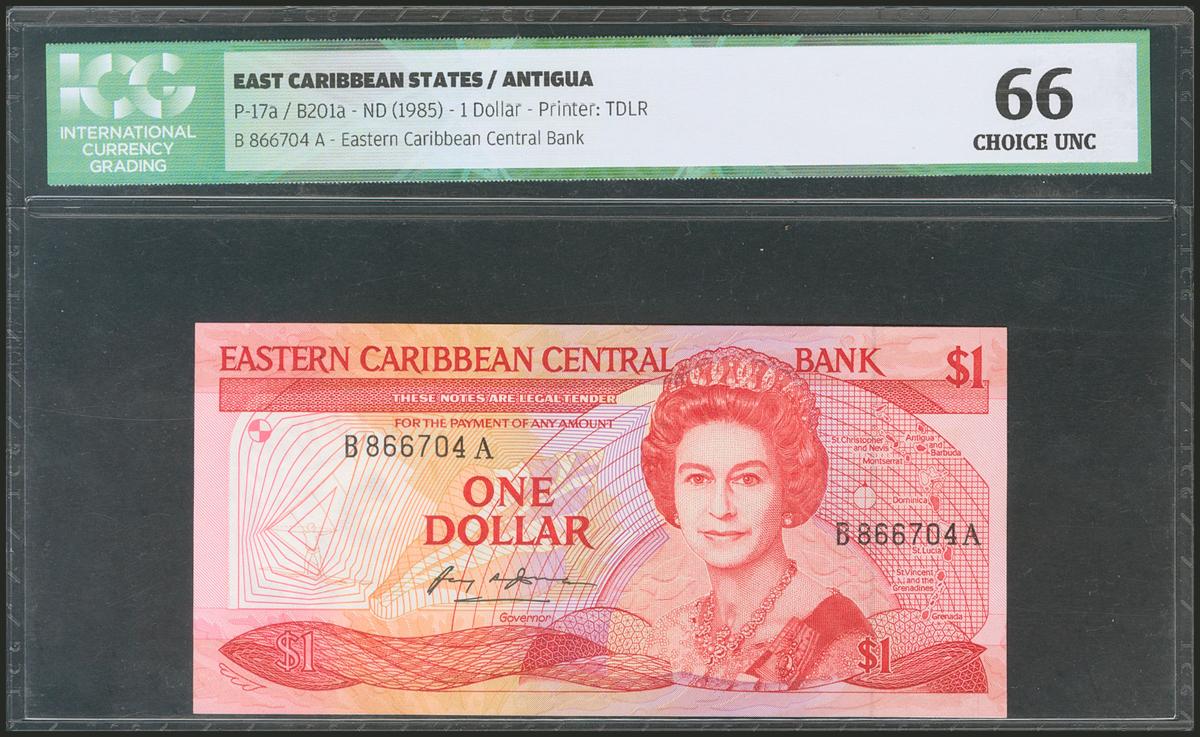 ICG
INTERNATIONAL
CURRENCY
GRADING
EAST CARIBBEAN STATES / ANTIGUA
P-17a / B201a - ND (1985) - 1 Dollar - Printer: TDLR
B 866704 A - Eastern Caribbean Central Bank
66
CHOICE UNC
EASTERN CARIBBEAN CENTRAL BANK $1
THESE NOTES ARE LEGAL TENDER
FOR THE PAYMENT OF ANY AMOUNT
B866704 A
ONE
DOLLAR
Governor
$1
St. Christopher
and Nevis
Antigua
and
Barbuda
Montserrat
Dominica
B866704A
St. Lucia
St. Vincent
and the
Grenadines
Grenada
$1